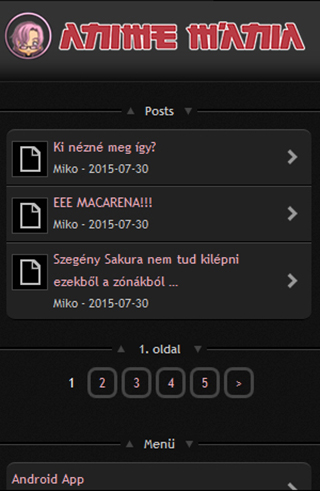 ANIME MÁNIA
Posts
Ki nézné meg így?
Miko - 2015-07-30
EEE MACARENA!!!
Miko - 2015-07-30
Szegény Sakura nem tud kilépni
ezekből a zónákból ...
Miko - 2015-07-30
1. oldal
1 2 3 4 5 >
Menü
Android App